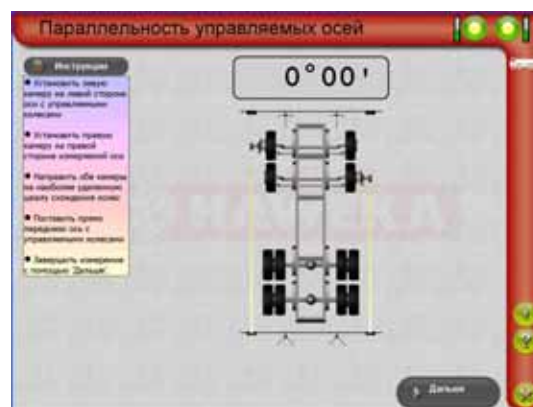 Параллельность управляемых осей
Инструкции
0°00'
• Установить левую
камеру на левой стороне
оси с управляемыми
колесами
• Установить правую
камеру на правой
стороне измеряемой оси
• Направить обе камеры
на наиболее удаленную
шкалу схождения колес
• Поставить прямо
переднюю ось с
управляемыми колесами
• Завершить измерение
с помощью 'Дальше'.
Дальше